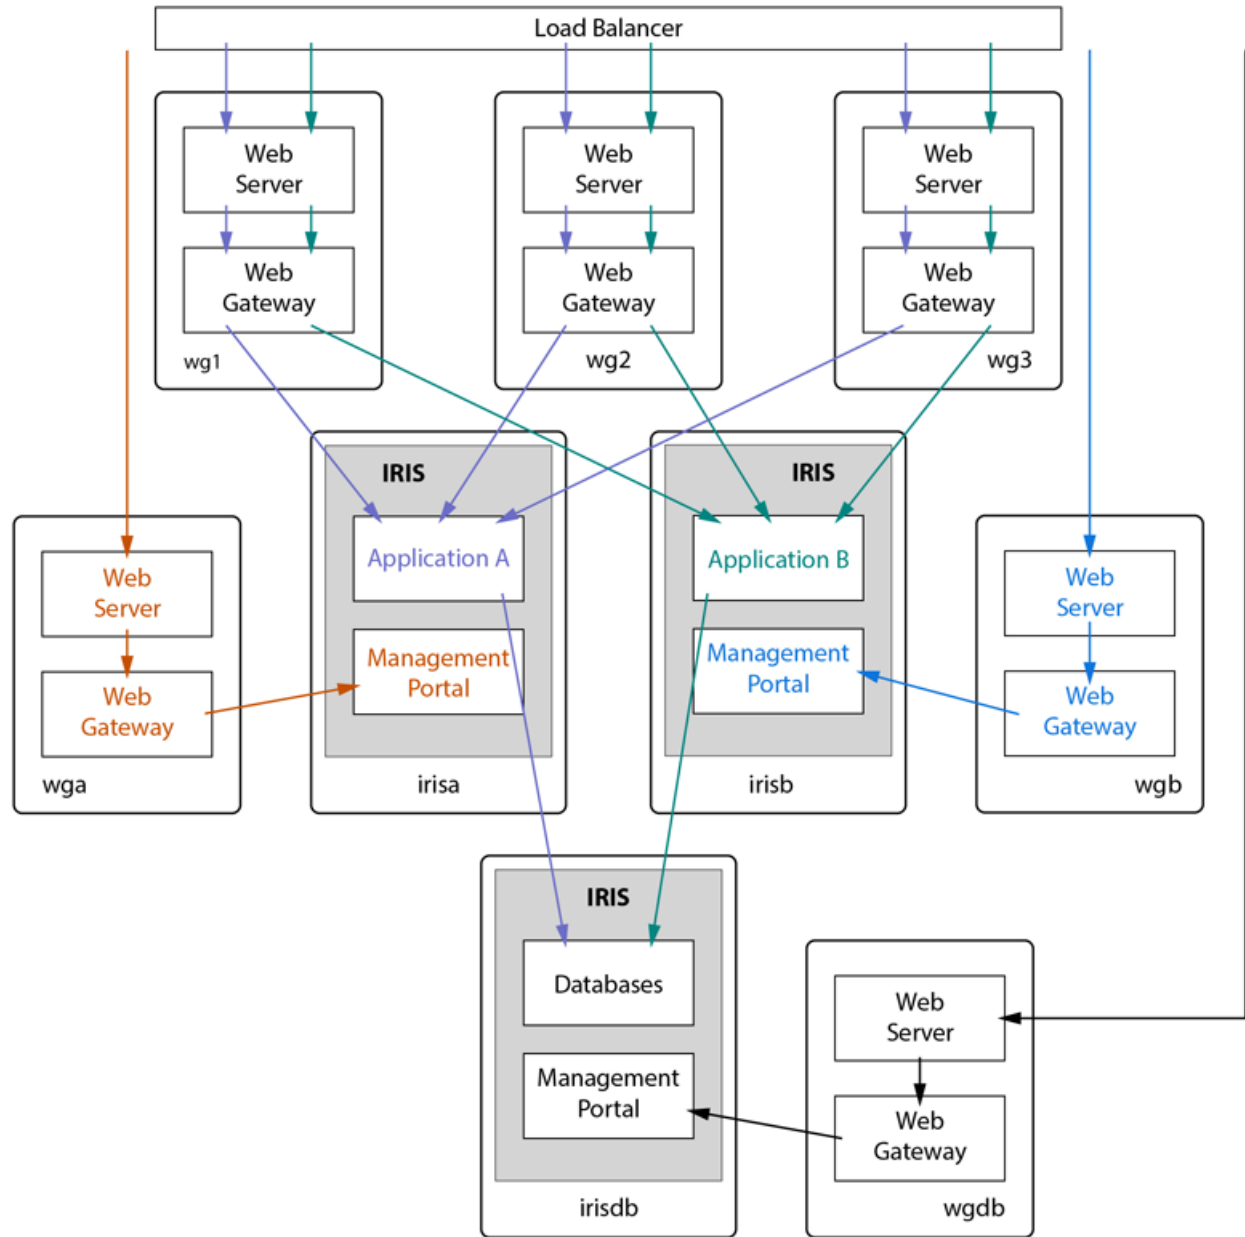 Load Balancer
Web
Server
Web
Gateway
wg1
Web
Server
Web
Gateway
wg2
Web
Server
Web
Gateway
wg3
Web
Server
Web
Gateway
wga
IRIS
Application A
Management
Portal
irisa
IRIS
Application B
Management
Portal
irisb
Web
Server
Web
Gateway
wgb
IRIS
Databases
Management
Portal
irisdb
Web
Server
Web
Gateway
wgdb